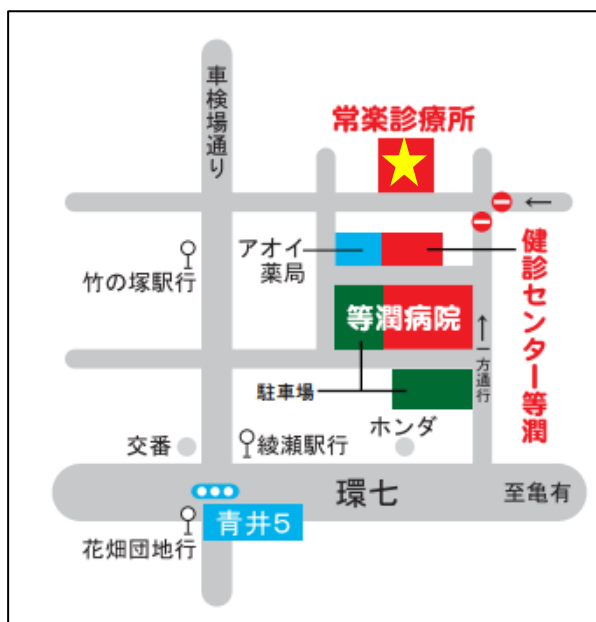 車検場通り
常楽診療所
←
アオイ
薬局
竹の塚駅行
健診センター等潤
等潤病院
←一方通行
駐車場
ホンダ
交番
綾瀬駅行
環七
至亀有
青井5
花畑団地行